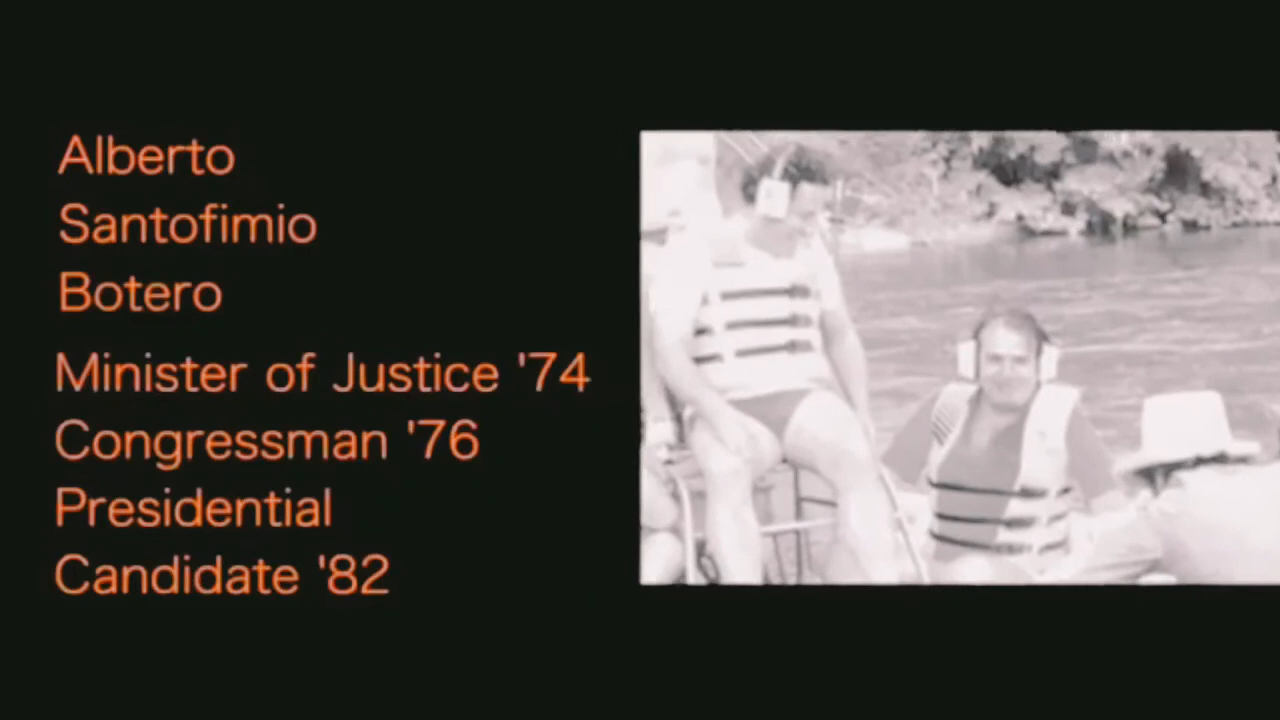 Alberto
Santofimio
Botero
Minister of Justice '74
Congressman '76
Presidential
Candidate '82